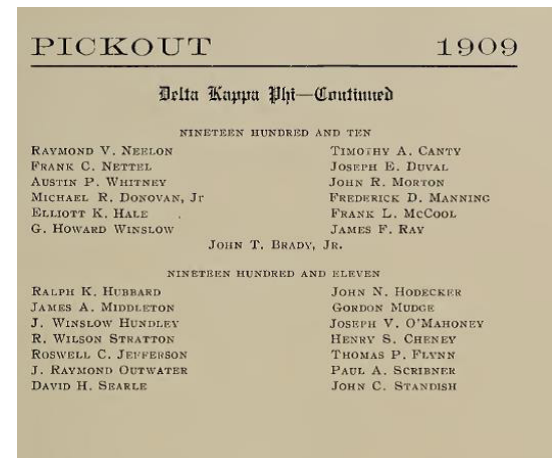 PICKOUT 1909
Delta Kappa Phi—Continued
NINETEEN HUNDRED AND TEN
RAYMOND V. NEELON TIMOTHY A. CANTY
FRANK C. NETTEL JOSEPH E. DUVAL
AUSTIN P. WHITNEY JOHN R. MORTON
MICHAEL R. DONOVAN, JR FREDERICK D. MANNING
ELLIOTT K. HALE FRANK L. MCCOOL
G. HOWARD WINSLOW JAMES F. RAY
JOHN T. BRADY, JR.
NINETEEN HUNDRED AND ELEVEN
RALPH K. HUBBARD JOHN N. HODECKER
JAMES A. MIDDLETON GORDON MUDGE
J. WINSLOW HUNDLEY JOSEPH V. O'MAHONEY
R. WILSON STRATTON HENRY S. CHENEY
ROSWELL C. JEFFERSON THOMAS P. FLYNN
J. RAYMOND OUTWATER PAUL A. SCRIBNER
DAVID H. SEARLE JOHN C. STANDISH